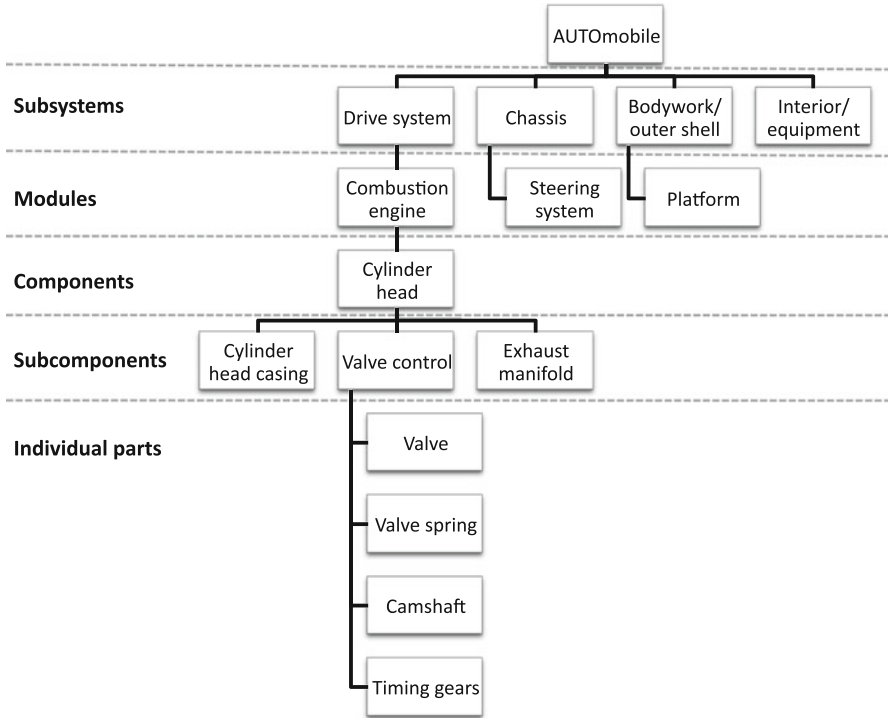 AUTOmobile
Subsystems
Drive system
Chassis
Bodywork/
outer shell
Interior/
equipment
Modules
Combustion
engine
Steering
system
Platform
Components
Cylinder
head
Subcomponents
Cylinder
head casing
Valve control
Exhaust
manifold
Individual parts
Valve
Valve spring
Camshaft
Timing gears